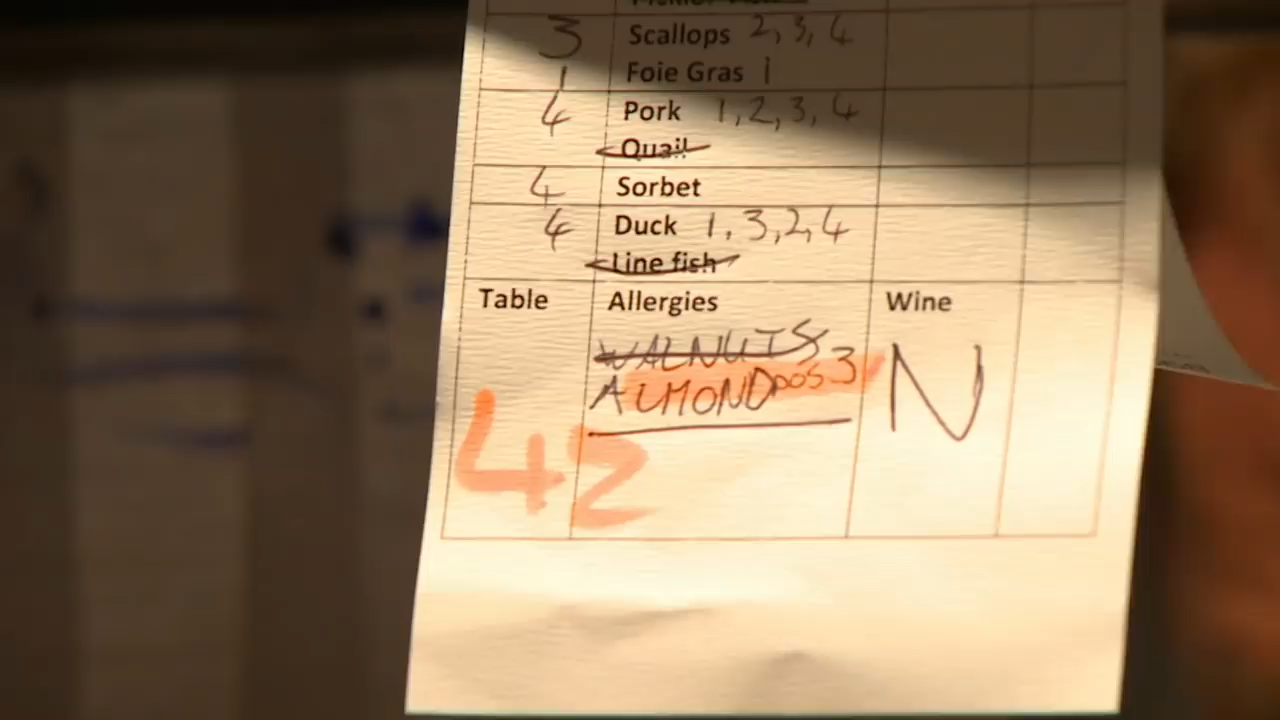 3 Scallops 2, 3, 4
1 Foie Gras 1
4 Pork 1, 2, 3, 4
Quail
4 Sorbet
4 Duck 1, 3, 2, 4
Line fish
Table Allergies Wine
WALNUTS
ALMOND POS 3 N
42